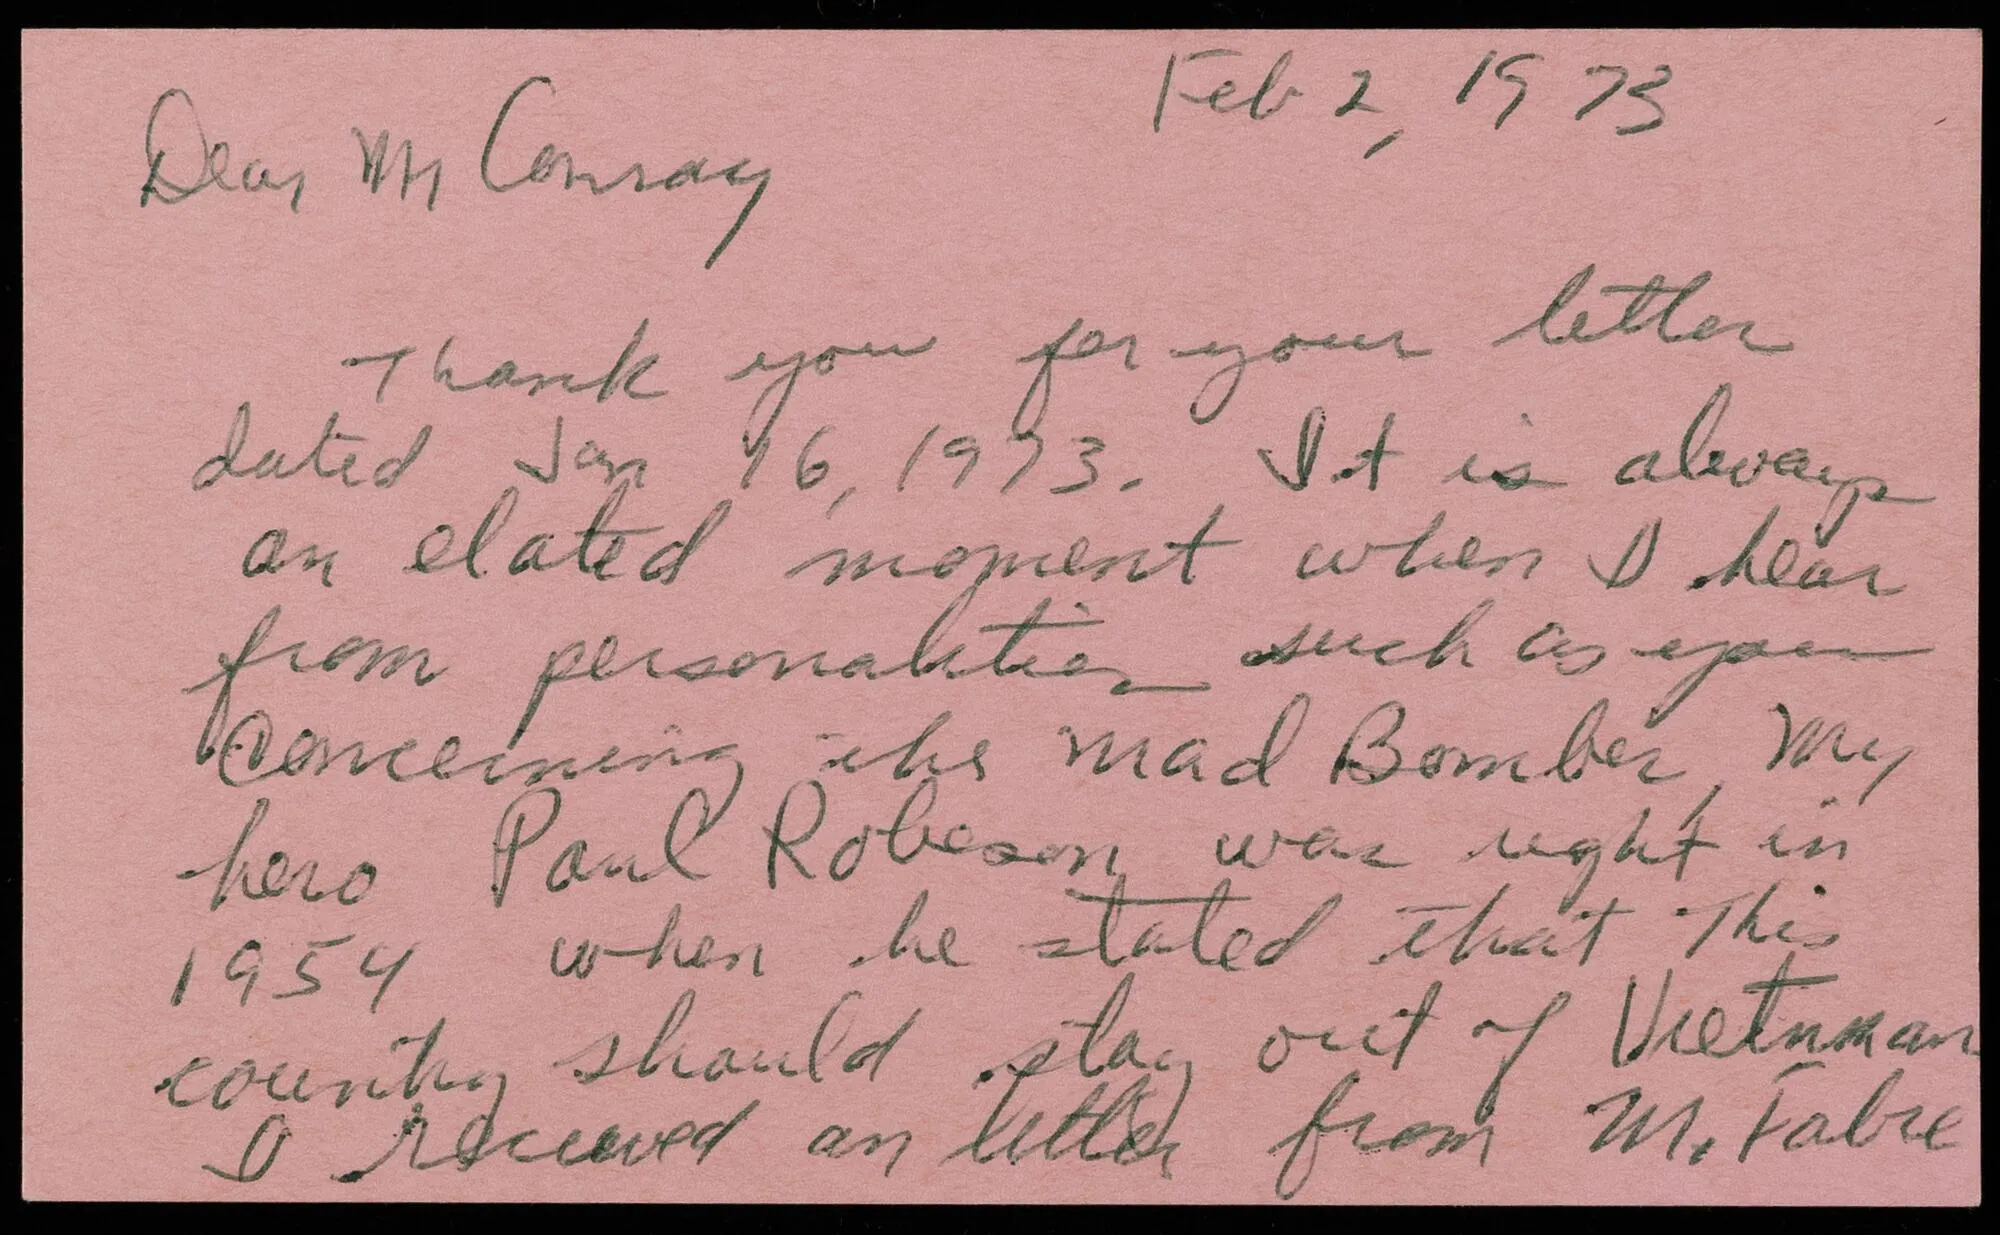 Feb 2, 1973
Dear Mr Conray
Thank you for your letter
dated Jan 16, 1973. It is always
an elated moment when I hear
from personalities such as you
concerning the Mad Bomber, My
hero Paul Robeson was right in
1954 when he stated that this
country should stay out of Vietnman
I received an letter from M. Fabre